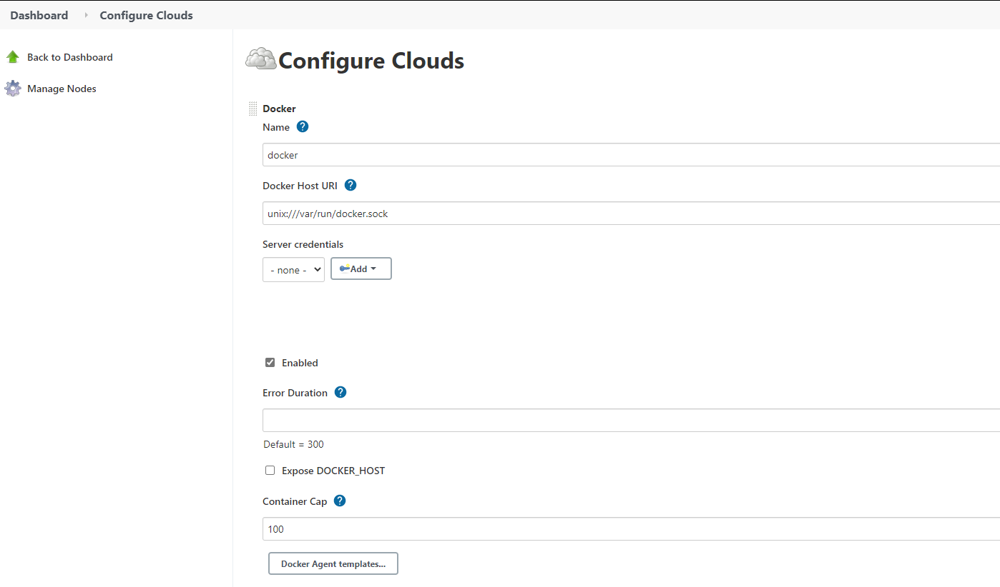 Dashboard
Configure Clouds
Back to Dashboard
Manage Nodes
Configure Clouds
Docker
Name ?
docker
Docker Host URI ?
unix:///var/run/docker.sock
Server credentials
- none -
Add
Enabled
Error Duration ?
Default = 300
Expose DOCKER_HOST
Container Cap ?
100
Docker Agent templates...